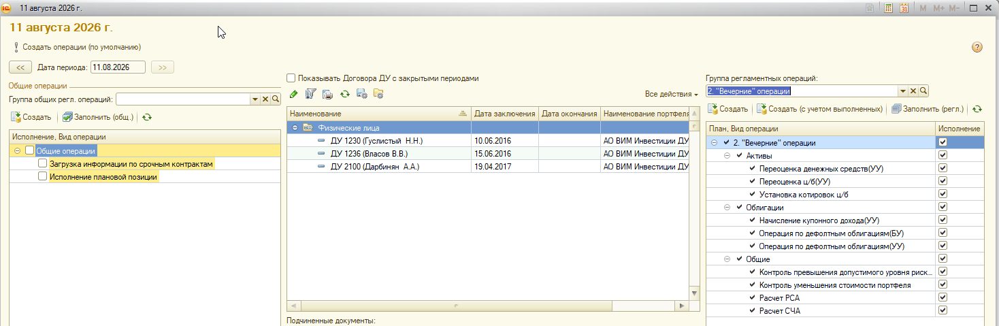 11 августа 2026 г.
M M+ M-
11 августа 2026 г.
Создать операции (по умолчанию)
<< Дата периода: 11.08.2026 >>
Общие операции
Группа общих регл. операций:
Создать Заполнить (общ.)
Исполнение, Вид операции
Общие операции
Загрузка информации по срочным контрактам
Исполнение плановой позиции
Показывать Договора ДУ с закрытыми периодами
Все действия
Наименование Дата заключения Дата окончания Наименование портфеля
Физические лица
ДУ 1230 (Гуслистый Н.Н.) 10.06.2016 АО ВИМ Инвестиции ДУ
ДУ 1236 (Власов В.В.) 15.06.2016 АО ВИМ Инвестиции ДУ
ДУ 2100 (Дарбинян А.А.) 19.04.2017 АО ВИМ Инвестиции ДУ
Подчиненные документы:
Группа регламентных операций:
2. "Вечерние" операции
Создать Создать (с учетом выполненных) Заполнить (регл.)
План, Вид операции Исполнение
2. "Вечерние" операции
Активы
Переоценка денежных средств(УУ)
Переоценка ц/б(УУ)
Установка котировок ц/б
Облигации
Начисление купонного дохода(УУ)
Операция по дефолтным облигациям(БУ)
Операция по дефолтным облигациям(УУ)
Общие
Контроль превышения допустимого уровня риск...
Контроль уменьшения стоимости портфеля
Расчет РСА
Расчет СЧА